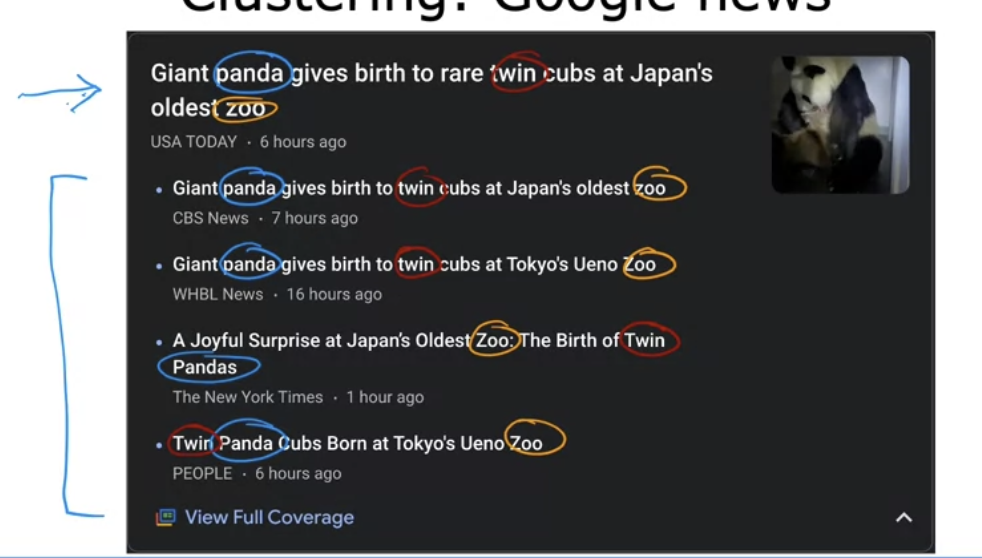 Clustering: Google news
Giant panda gives birth to rare twin cubs at Japan's
oldest zoo
USA TODAY · 6 hours ago
• Giant panda gives birth to twin cubs at Japan's oldest zoo
CBS News · 7 hours ago
• Giant panda gives birth to twin cubs at Tokyo's Ueno Zoo
WHBL News · 16 hours ago
• A Joyful Surprise at Japan's Oldest Zoo: The Birth of Twin
Pandas
The New York Times · 1 hour ago
• Twin Panda Cubs Born at Tokyo's Ueno Zoo
PEOPLE · 6 hours ago
View Full Coverage